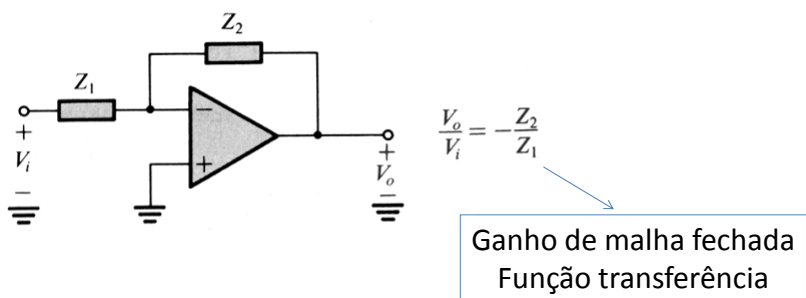 Z₂
Z₁
−
+
+
Vᵢ
−
+
Vₒ
−
Vₒ/Vᵢ = −Z₂/Z₁
Ganho de malha fechada
Função transferência